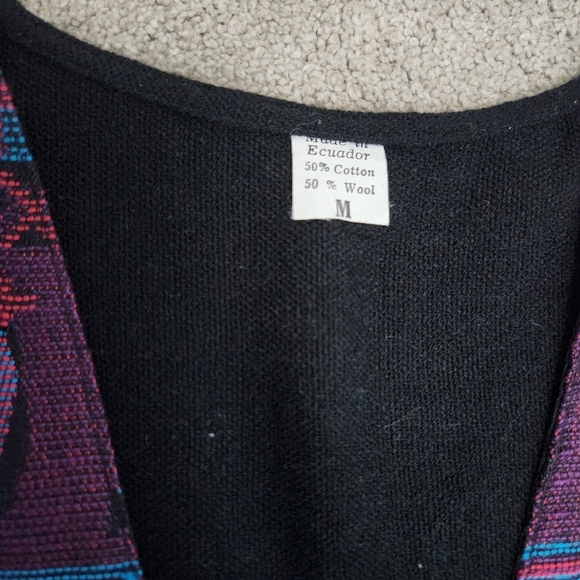 Made in
Ecuador
50% Cotton
50 % Wool
M